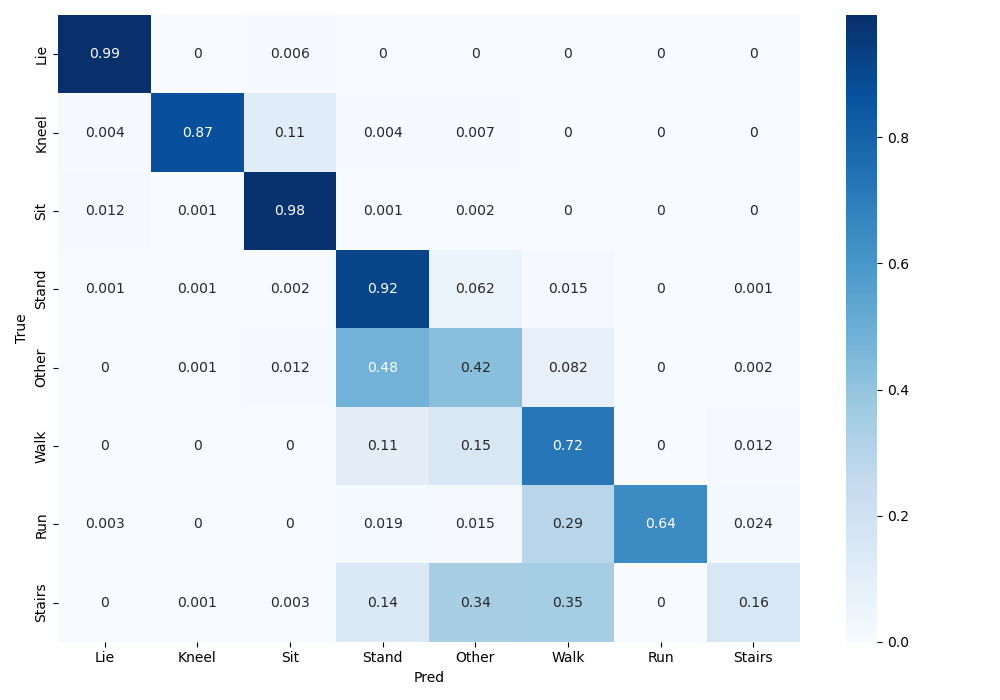 Lie 0.99 0 0.006 0 0 0 0 0
Kneel 0.004 0.87 0.11 0.004 0.007 0 0 0
Sit 0.012 0.001 0.98 0.001 0.002 0 0 0
Stand 0.001 0.001 0.002 0.92 0.062 0.015 0 0.001
Other 0 0.001 0.012 0.48 0.42 0.082 0 0.002
Walk 0 0 0 0.11 0.15 0.72 0 0.012
Run 0.003 0 0 0.019 0.015 0.29 0.64 0.024
Stairs 0 0.001 0.003 0.14 0.34 0.35 0 0.16
True
Lie Kneel Sit Stand Other Walk Run Stairs
Pred
0.8
0.6
0.4
0.2
0.0